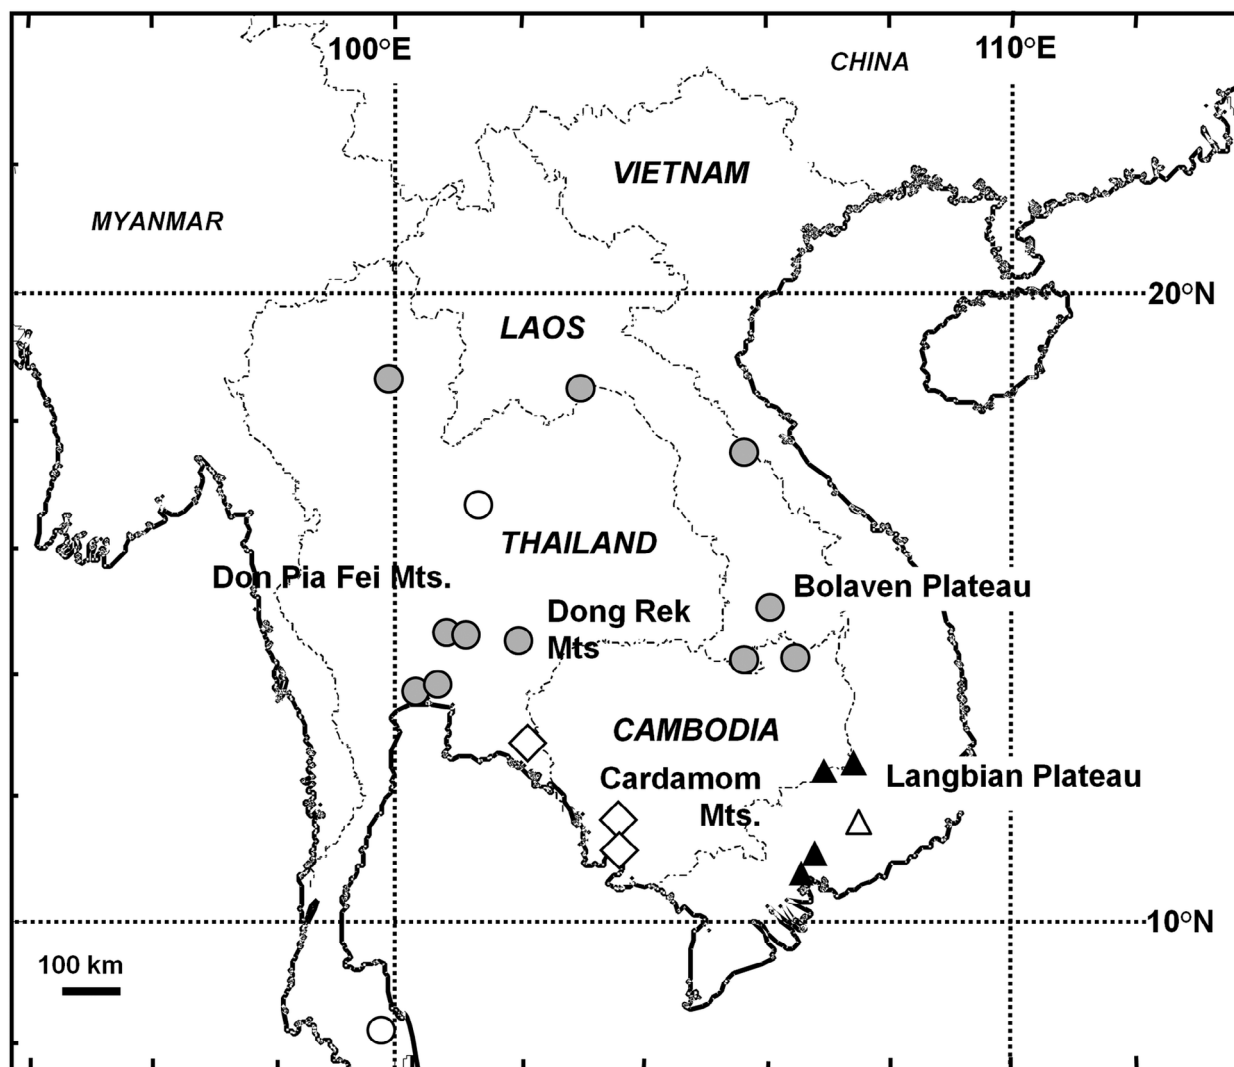 100°E
110°E
CHINA
VIETNAM
MYANMAR
20°N
LAOS
THAILAND
Don Pia Fei Mts.
Bolaven Plateau
Dong Rek
Mts
CAMBODIA
Cardamom
Mts.
Langbian Plateau
10°N
100 km